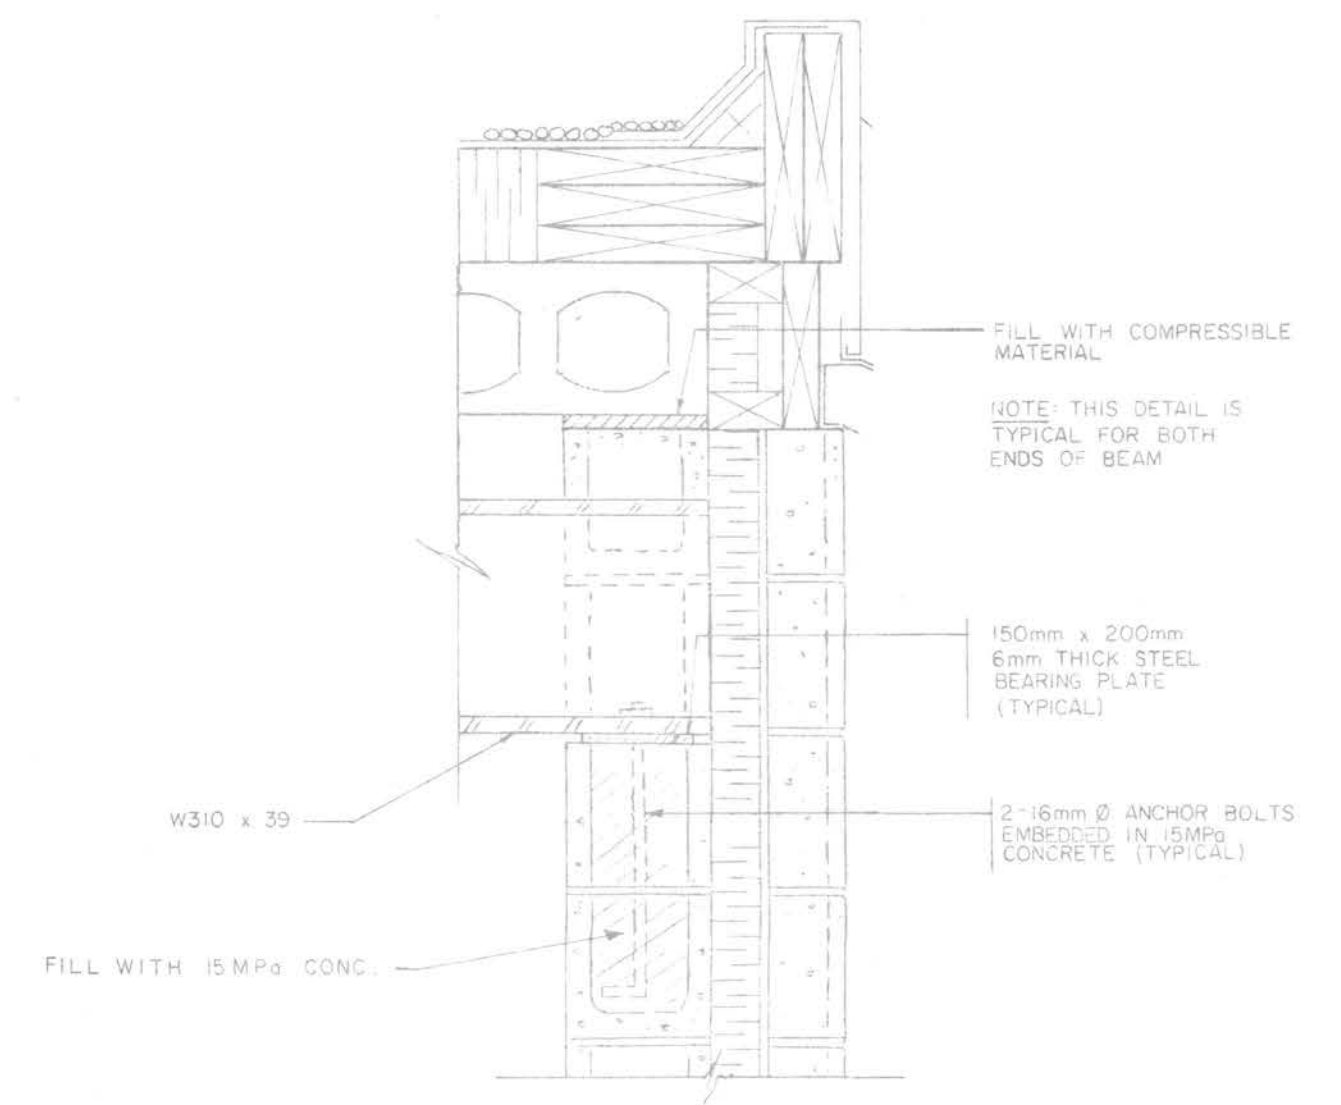 FILL WITH COMPRESSIBLE
MATERIAL
NOTE: THIS DETAIL IS
TYPICAL FOR BOTH
ENDS OF BEAM
150mm x 200mm
6mm THICK STEEL
BEARING PLATE
(TYPICAL)
W310 x 39
2-16mm Ø ANCHOR BOLTS
EMBEDDED IN 15MPa
CONCRETE (TYPICAL)
FILL WITH 15MPa CONC.